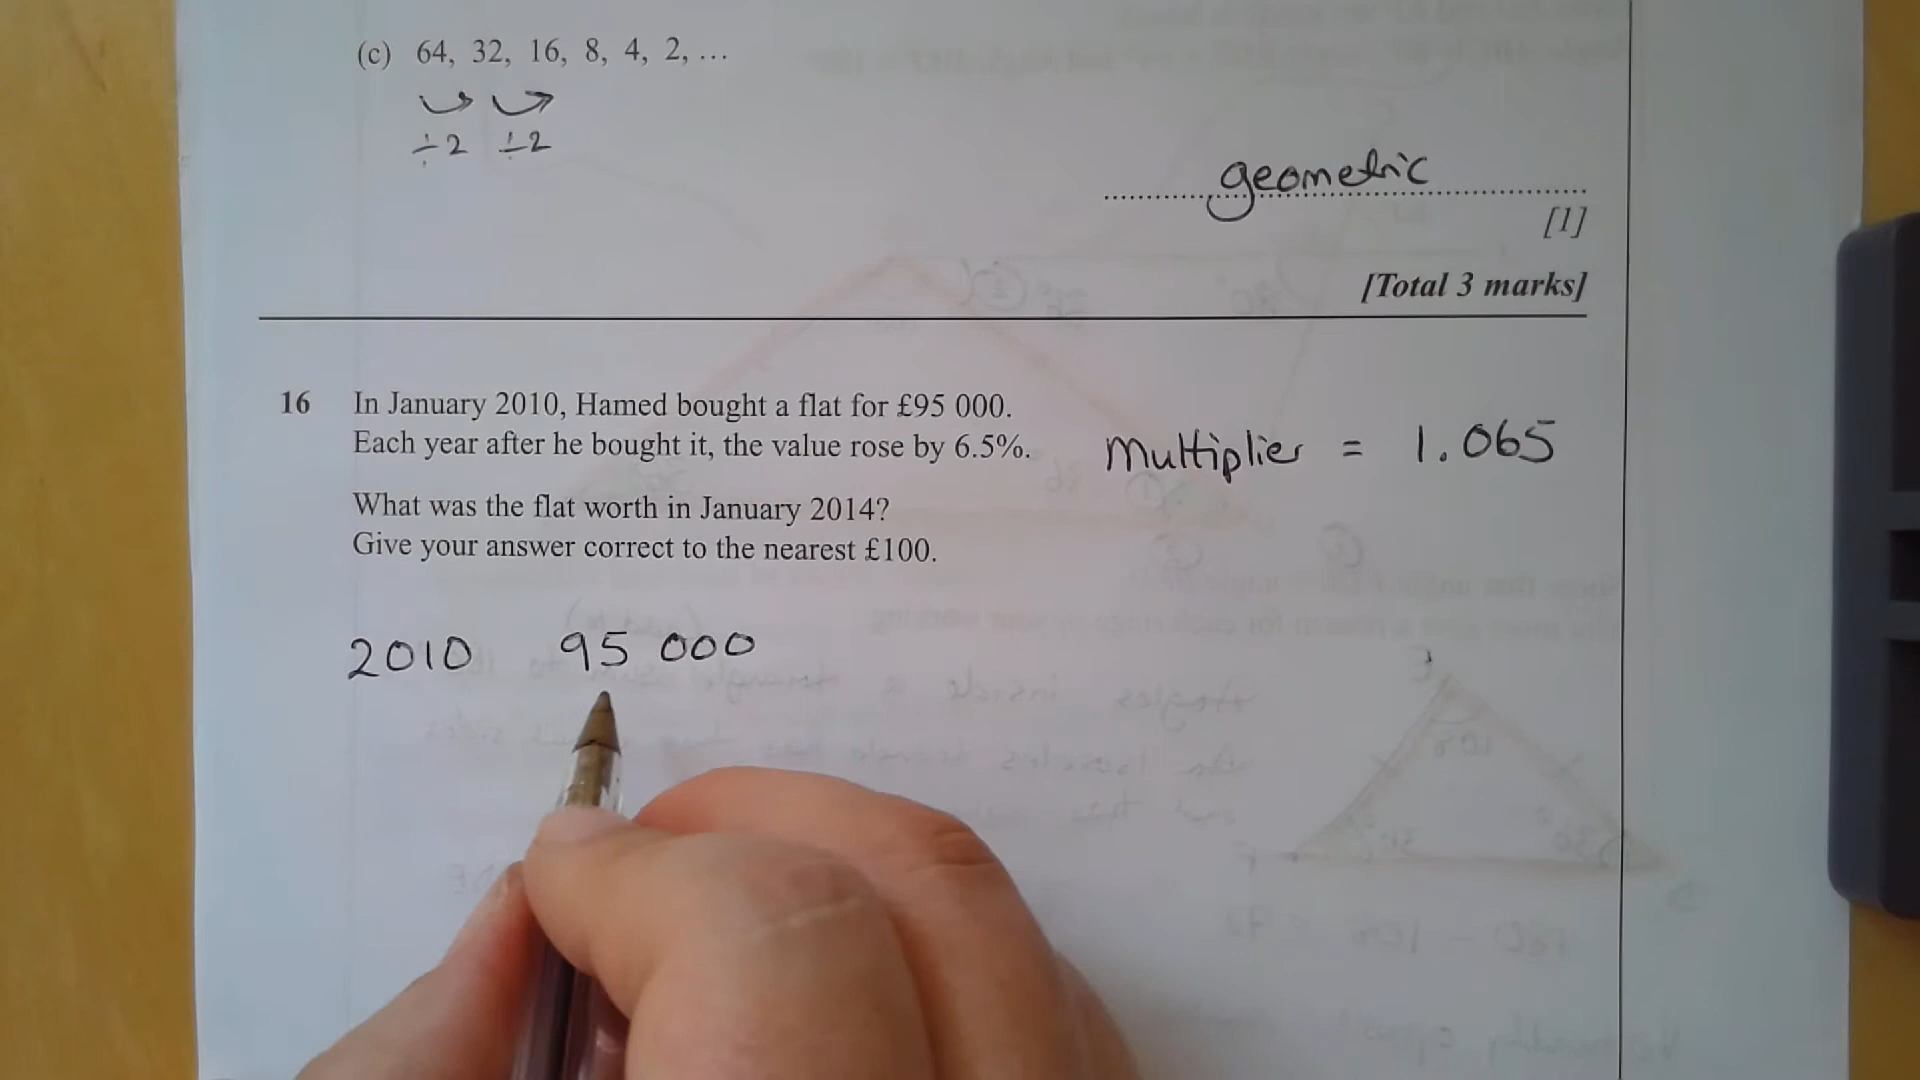 (c) 64, 32, 16, 8, 4, 2, ...
÷2 ÷2
geometric
[1]
[Total 3 marks]
16 In January 2010, Hamed bought a flat for £95 000.
Each year after he bought it, the value rose by 6.5%.
Multiplier = 1.065
What was the flat worth in January 2014?
Give your answer correct to the nearest £100.
2010 95 000